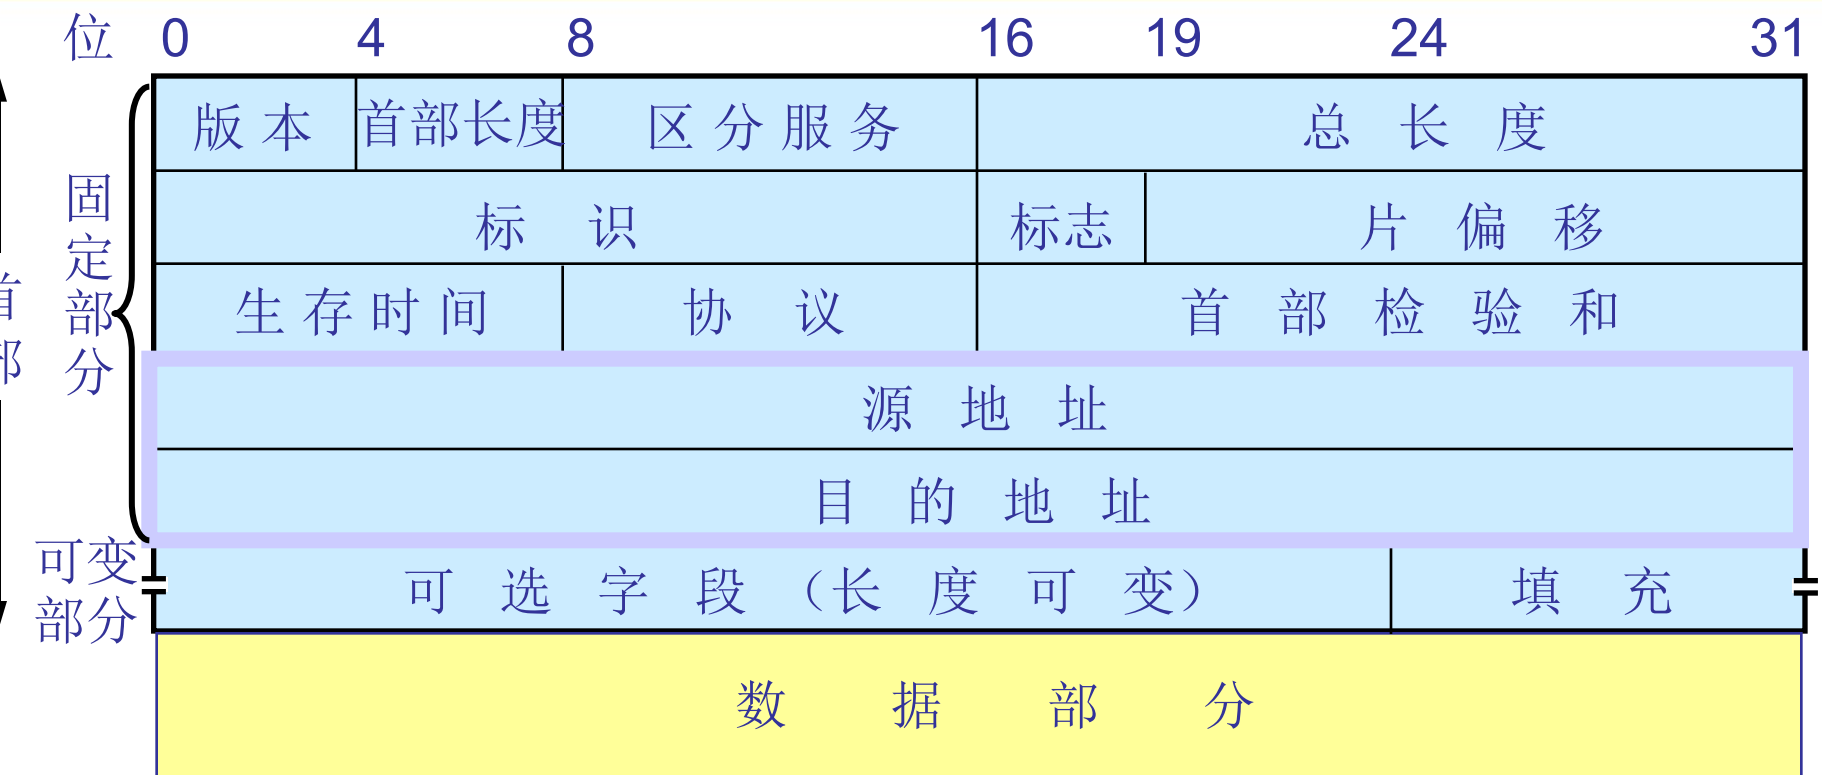 位 0 4 8 16 19 24 31
版本 首部长度 区分服务 总长度
标识 标志 片偏移
生存时间 协议 首部检验和
源地址
目的地址
可选字段（长度可变） 填充
数据部分
固定部分
可变部分
首部